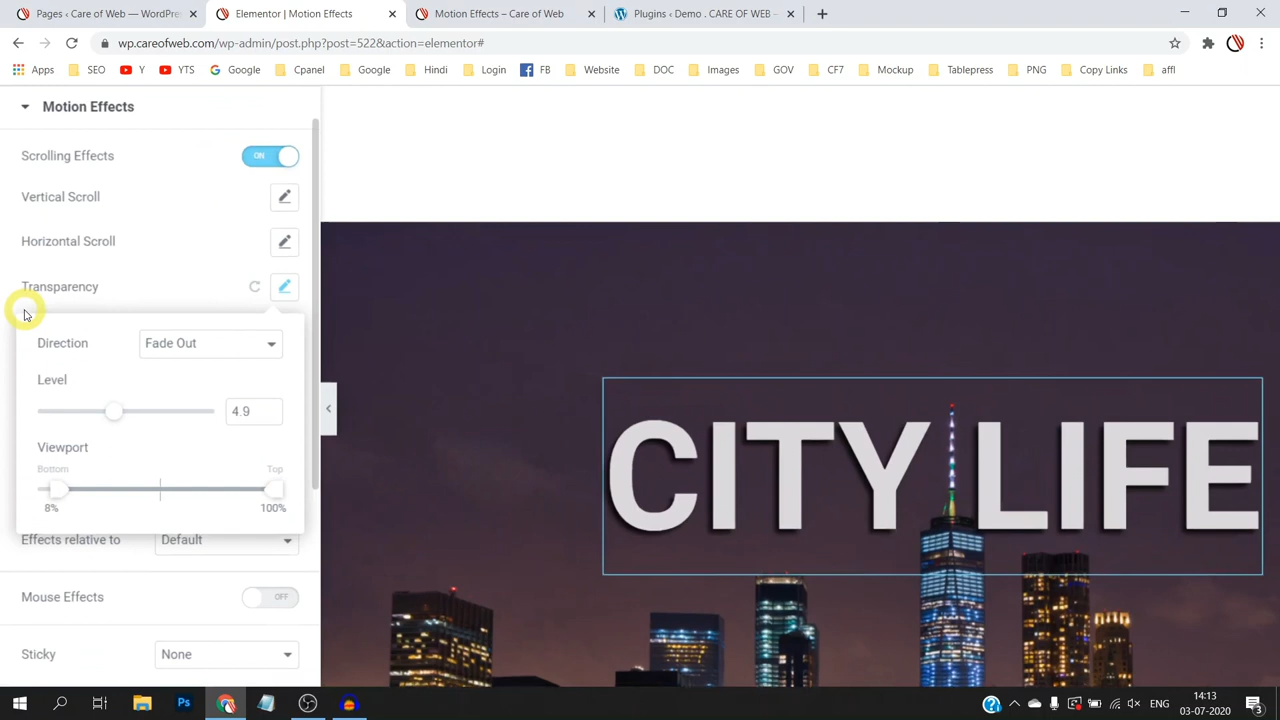 Pages ‹ Care of Web — WordPres
Elementor | Motion Effects
Motion Effects – Care of Web
Plugins ‹ Demo . CARE OF WEB —
wp.careofweb.com/wp-admin/post.php?post=522&action=elementor#
Apps SEO Y YTS Google Cpanel Google Hindi Login FB Website DOC Images GOV CF7 Mockup Tablepress PNG Copy Links affl
Motion Effects
Scrolling Effects ON
Vertical Scroll
Horizontal Scroll
Transparency
Direction Fade Out
Level
4.9
Viewport
Bottom Top
8% 100%
Effects relative to Default
Mouse Effects OFF
Sticky None
CITY LIFE
Ps
ENG
14:13
03-07-2020
3